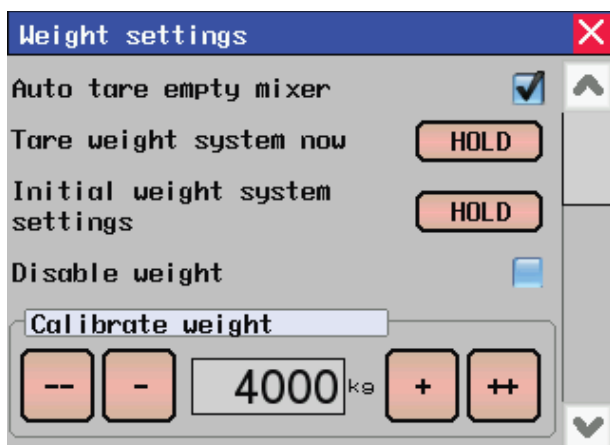 Weight settings
Auto tare empty mixer
Tare weight system now HOLD
Initial weight system
settings HOLD
Disable weight
Calibrate weight
-- - 4000 kg + ++